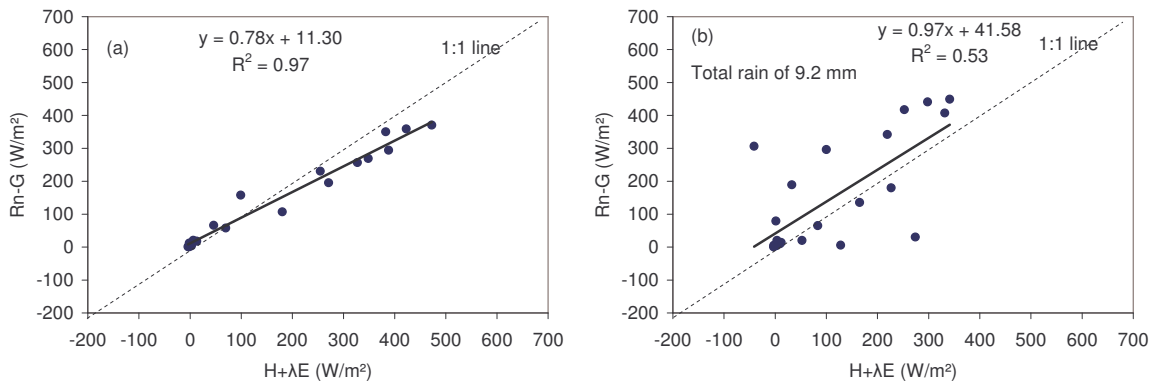 (a)
y = 0.78x + 11.30
R² = 0.97
1:1 line
700
600
500
400
300
200
100
0
-100
-200
Rn-G (W/m²)
-200 -100 0 100 200 300 400 500 600 700
H+λE (W/m²)
(b)
y = 0.97x + 41.58
R² = 0.53
1:1 line
Total rain of 9.2 mm
700
600
500
400
300
200
100
0
-100
-200
Rn-G (W/m²)
-200 -100 0 100 200 300 400 500 600 700
H+λE (W/m²)